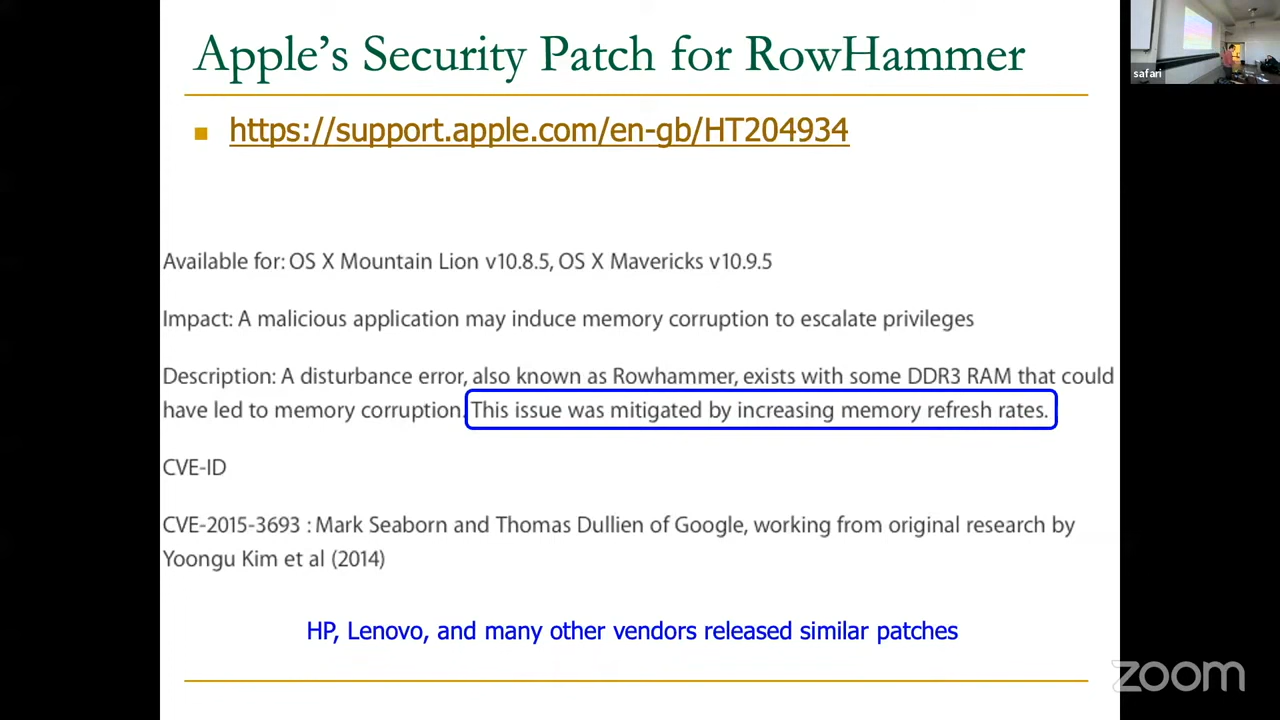 Apple's Security Patch for RowHammer
https://support.apple.com/en-gb/HT204934
Available for: OS X Mountain Lion v10.8.5, OS X Mavericks v10.9.5
Impact: A malicious application may induce memory corruption to escalate privileges
Description: A disturbance error, also known as Rowhammer, exists with some DDR3 RAM that could
have led to memory corruption. This issue was mitigated by increasing memory refresh rates.
CVE-ID
CVE-2015-3693 : Mark Seaborn and Thomas Dullien of Google, working from original research by
Yoongu Kim et al (2014)
HP, Lenovo, and many other vendors released similar patches
safari
zoom